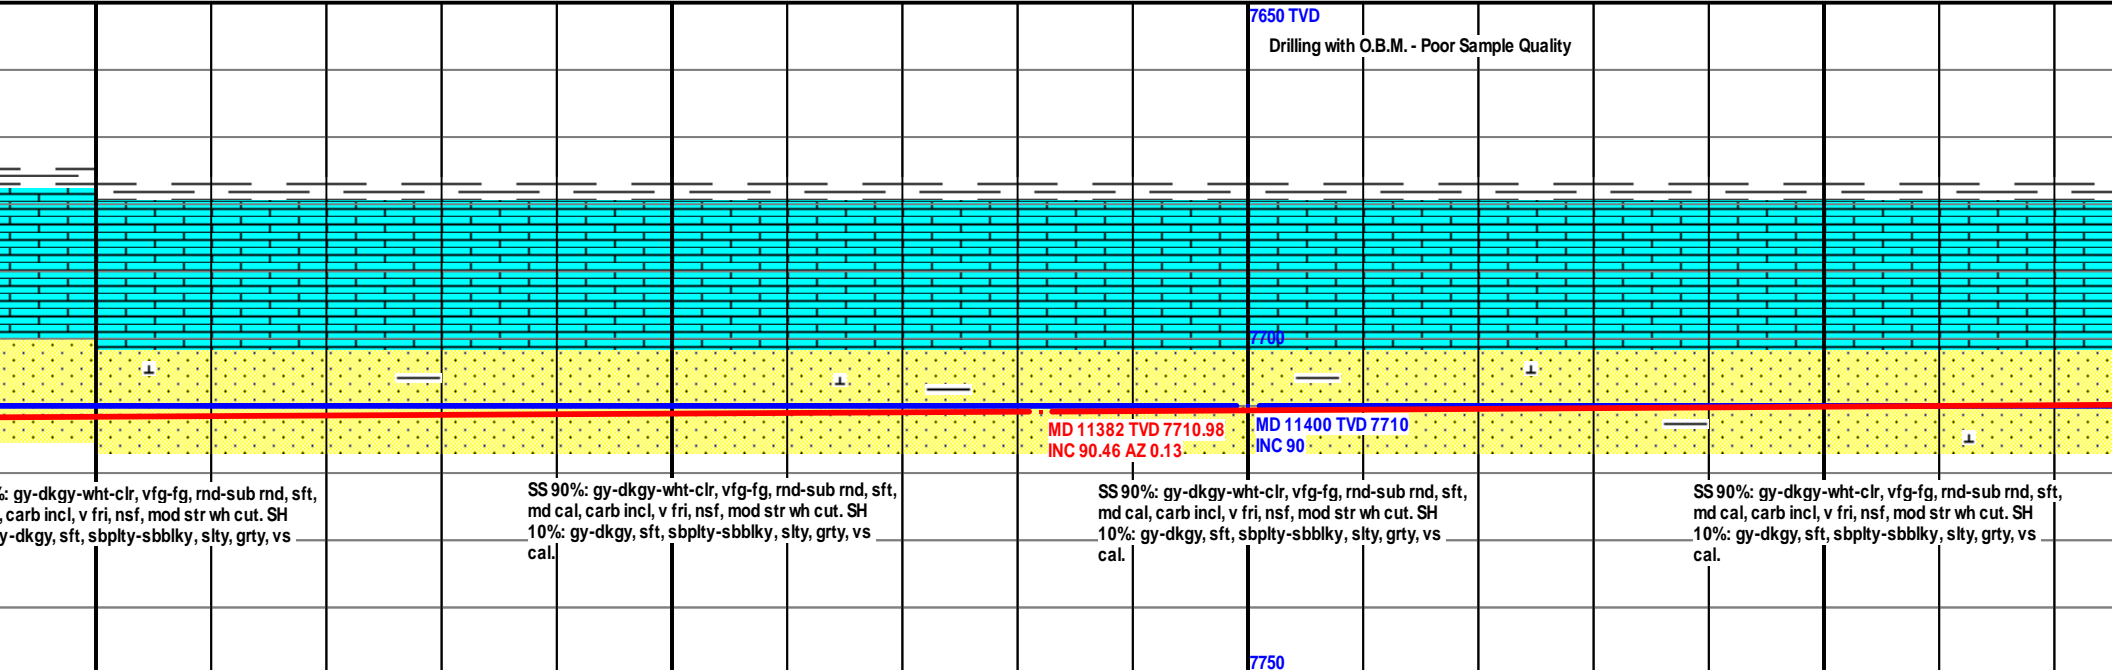 7650 TVD
Drilling with O.B.M. - Poor Sample Quality
7700
MD 11382 TVD 7710.98
INC 90.46 AZ 0.13
MD 11400 TVD 7710
INC 90
%: gy-dkgy-wht-clr, vfg-fg, rnd-sub rnd, sft,
, carb incl, v fri, nsf, mod str wh cut. SH
y-dkgy, sft, sbplty-sbblky, slty, grty, vs
SS 90%: gy-dkgy-wht-clr, vfg-fg, rnd-sub rnd, sft,
md cal, carb incl, v fri, nsf, mod str wh cut. SH
10%: gy-dkgy, sft, sbplty-sbblky, slty, grty, vs
cal.
SS 90%: gy-dkgy-wht-clr, vfg-fg, rnd-sub rnd, sft,
md cal, carb incl, v fri, nsf, mod str wh cut. SH
10%: gy-dkgy, sft, sbplty-sbblky, slty, grty, vs
cal.
SS 90%: gy-dkgy-wht-clr, vfg-fg, rnd-sub rnd, sft,
md cal, carb incl, v fri, nsf, mod str wh cut. SH
10%: gy-dkgy, sft, sbplty-sbblky, slty, grty, vs
cal.
7750